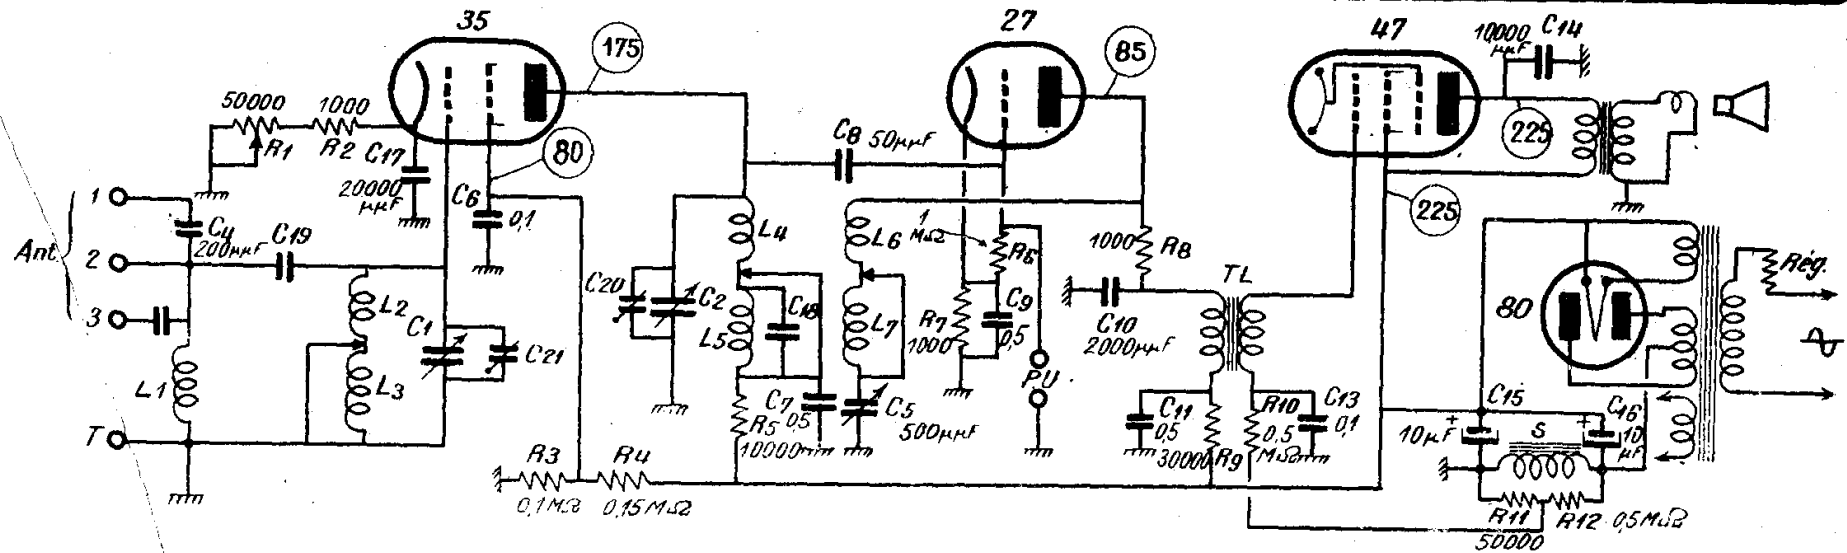 35
175
27
85
47
10,000 µµF C14
50000
R1
1000
R2
C17
20000 µµF
80
C6
0,1
C8 50µµF
225
225
Ant
1
2
3
T
C4
200µµF
C19
L1
L2
L3
C1
C21
C20
C2
L4
L5
C18
L6
L7
1 MΩ
R6
R7
1000
C9
0,5
PU
1000
R8
C10
2000µµF
TL
C7
0,5
R5
10000
C5
500µµF
C11
0,5
30000
R9
R10
0,5 MΩ
C13
0,1
R3
0,1MΩ
R4
0,15MΩ
80
Rég.
C15
10µF
S
C16
10 µF
R11
50000
R12 0,5MΩ